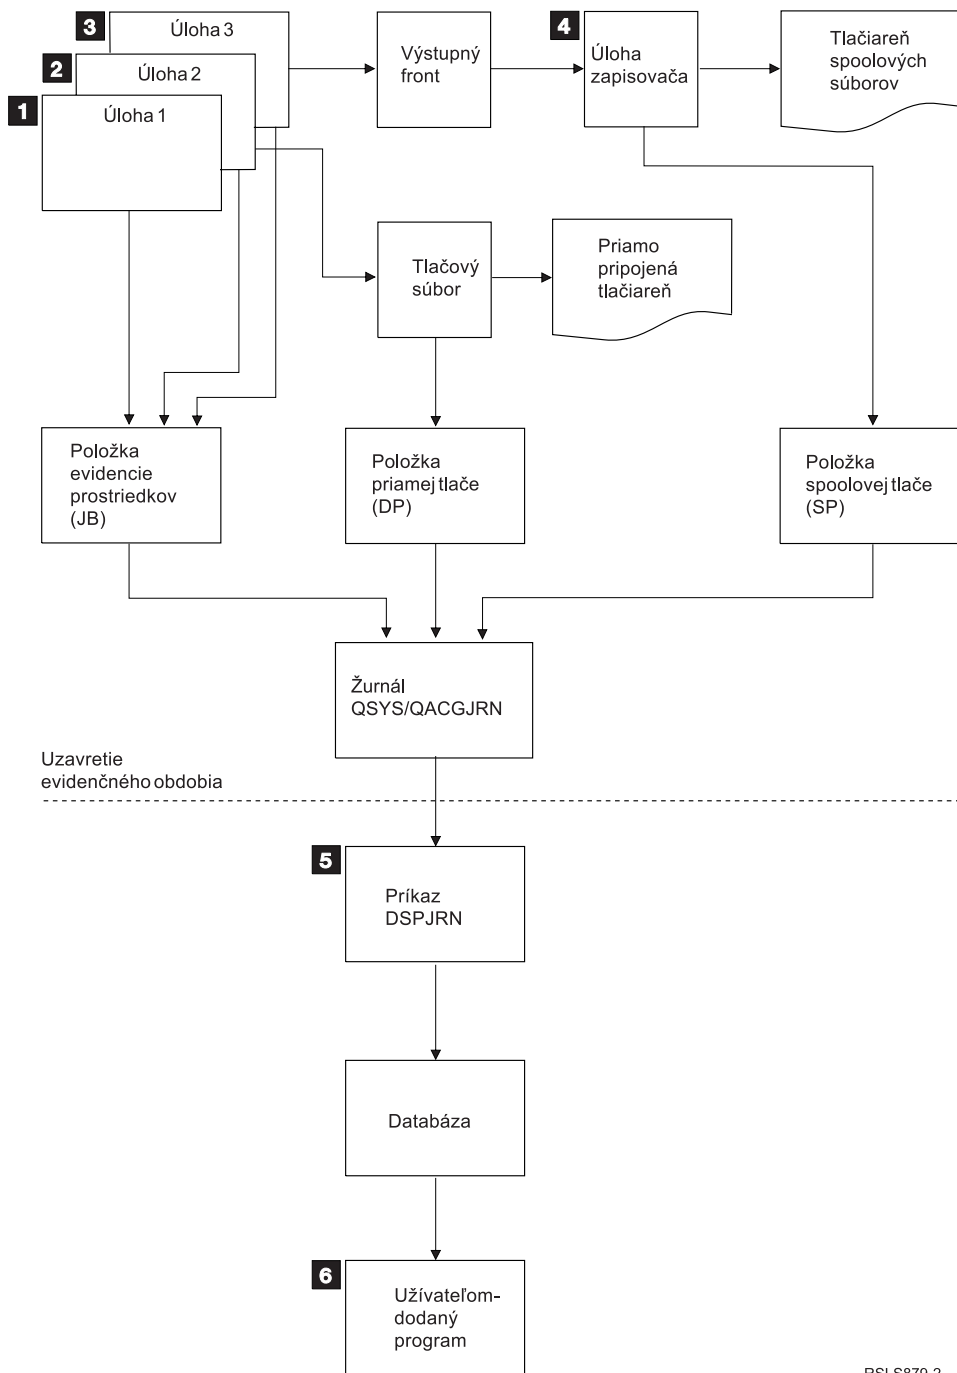 3
Úloha 3
2
Úloha 2
1
Úloha 1
Výstupný
front
4
Úloha
zapisovača
Tlačiareň
spoolových
súborov
Tlačový
súbor
Priamo
pripojená
tlačiareň
Položka
evidencie
prostriedkov
(JB)
Položka
priamej tlače
(DP)
Položka
spoolovej tlače
(SP)
Žurnál
QSYS/QACGJRN
Uzavretie
evidenčného obdobia
5
Príkaz
DSPJRN
Databáza
6
Užívateľom-
dodaný
program